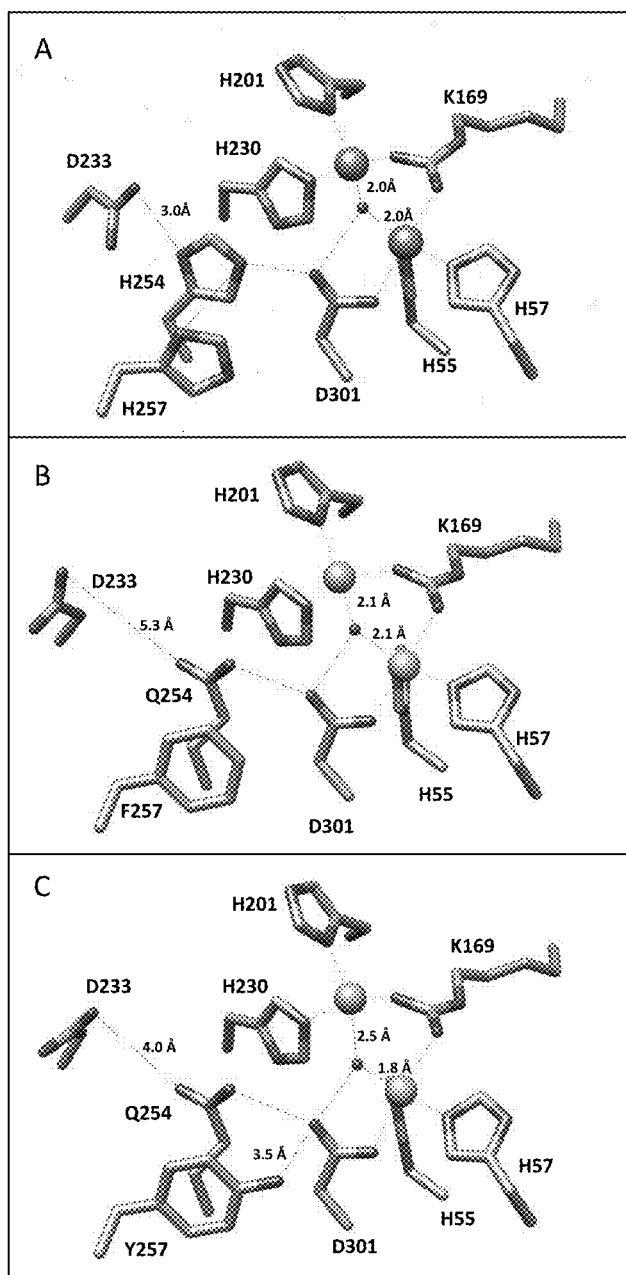 A
H201
K169
H230
D233
2.0Å
3.0Å
2.0Å
H254
H57
H55
H257
D301
B
H201
K169
D233
H230
2.1 Å
5.3 Å
2.1 Å
Q254
H57
F257
H55
D301
C
H201
K169
D233
H230
2.5 Å
4.0 Å
1.8 Å
Q254
3.5 Å
H57
H55
Y257
D301